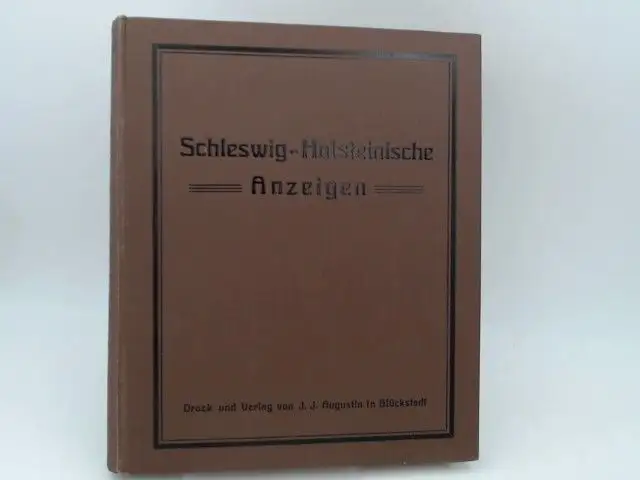 Schleswig-Holsteinische
Anzeigen
Druck und Verlag von J. J. Augustin in Glückstadt